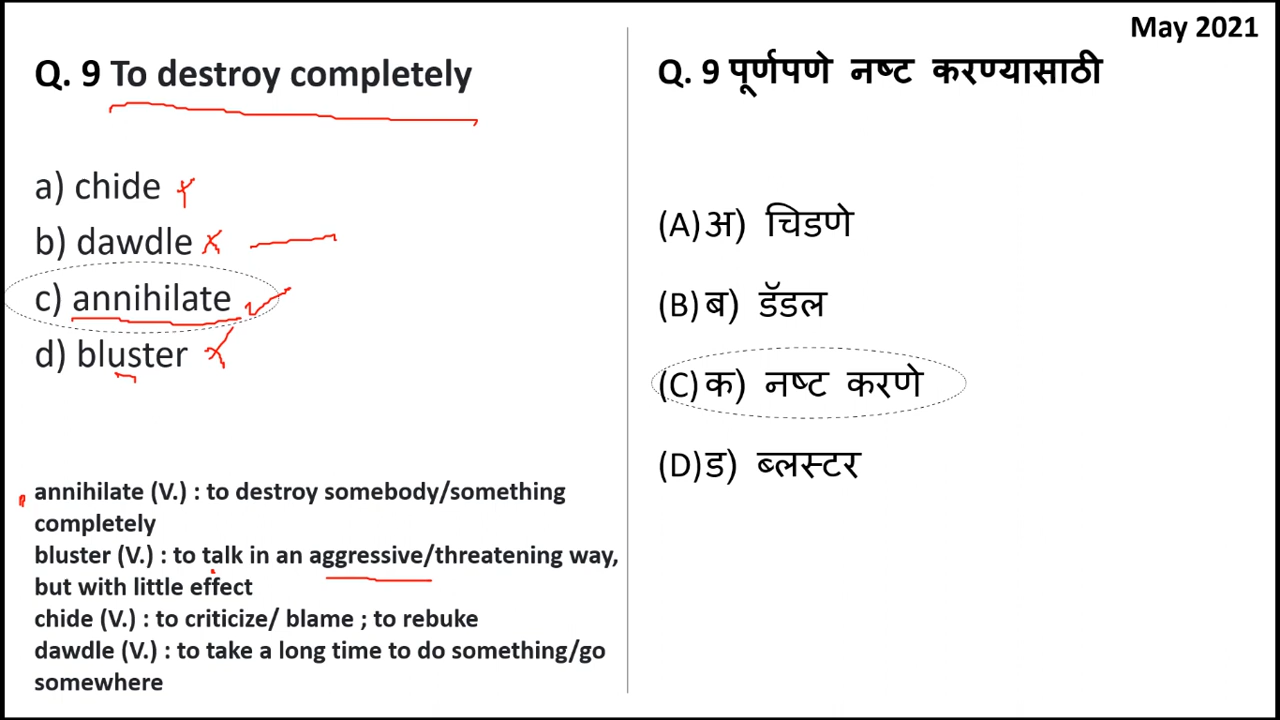 May 2021
Q. 9 To destroy completely
a) chide
b) dawdle
c) annihilate
d) bluster
annihilate (V.) : to destroy somebody/something
completely
bluster (V.) : to talk in an aggressive/threatening way,
but with little effect
chide (V.) : to criticize/ blame ; to rebuke
dawdle (V.) : to take a long time to do something/go
somewhere
Q. 9 पूर्णपणे नष्ट करण्यासाठी
(A) अ) चिडणे
(B) ब) डॅडल
(C) क) नष्ट करणे
(D) ड) ब्लस्टर